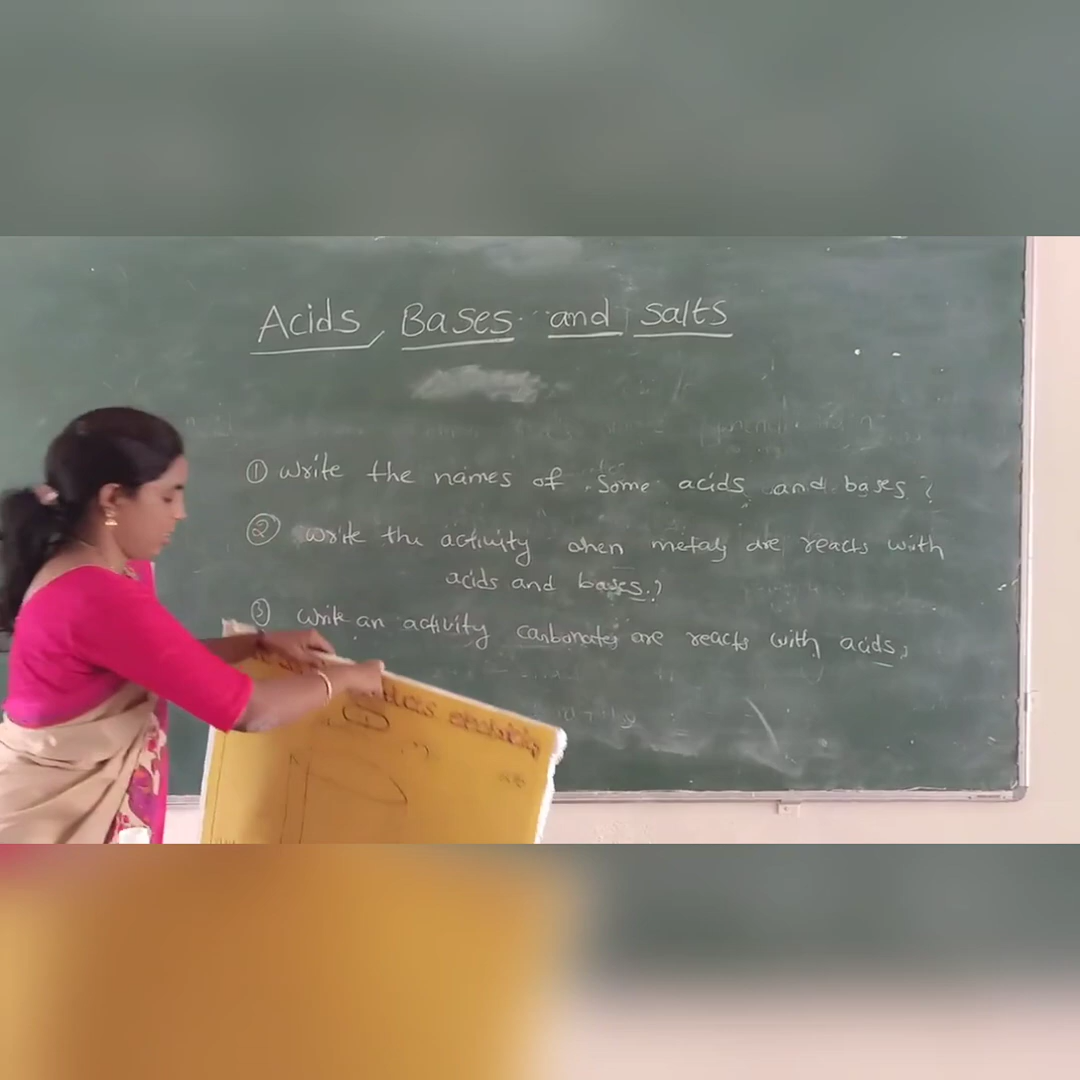 Acids, Bases and Salts
① Write the names of Some acids and bases?
② Write the activity when metals are reacts with
acids and bases.?
③ Write an activity carbonates are reacts with acids,